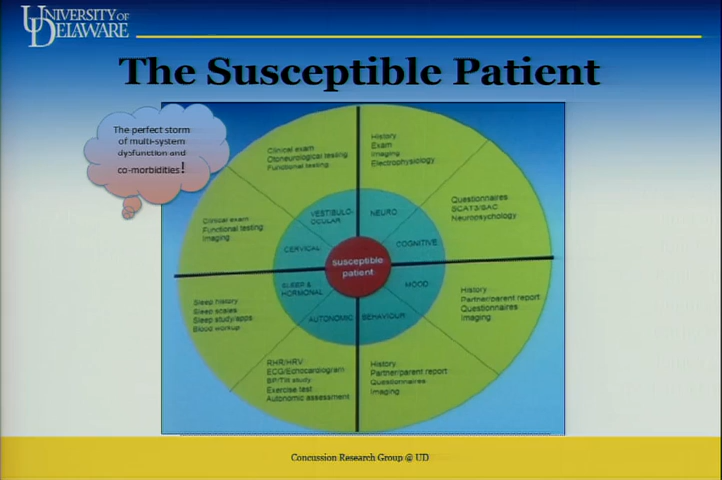 UNIVERSITY OF
DELAWARE
The Susceptible Patient
The perfect storm
of multi-system
dysfunction and
co-morbidities!
Clinical exam
Otoneurological testing
Functional testing
History
Exam
Imaging
Electrophysiology
Clinical exam
Functional testing
Imaging
VESTIBULO-
OCULAR
NEURO
Questionnaires
SCAT3/SAC
Neuropsychology
CERVICAL
COGNITIVE
susceptible
patient
SLEEP &
HORMONAL
MOOD
AUTONOMIC
BEHAVIOUR
Sleep history
Sleep scales
Sleep study/apps
Blood workup
History
Partner/parent report
Questionnaires
Imaging
RHR/HRV
ECG/Echocardiogram
BP/Tilt study
Exercise test
Autonomic assessment
History
Partner/parent report
Questionnaires
Imaging
Concussion Research Group @ UD